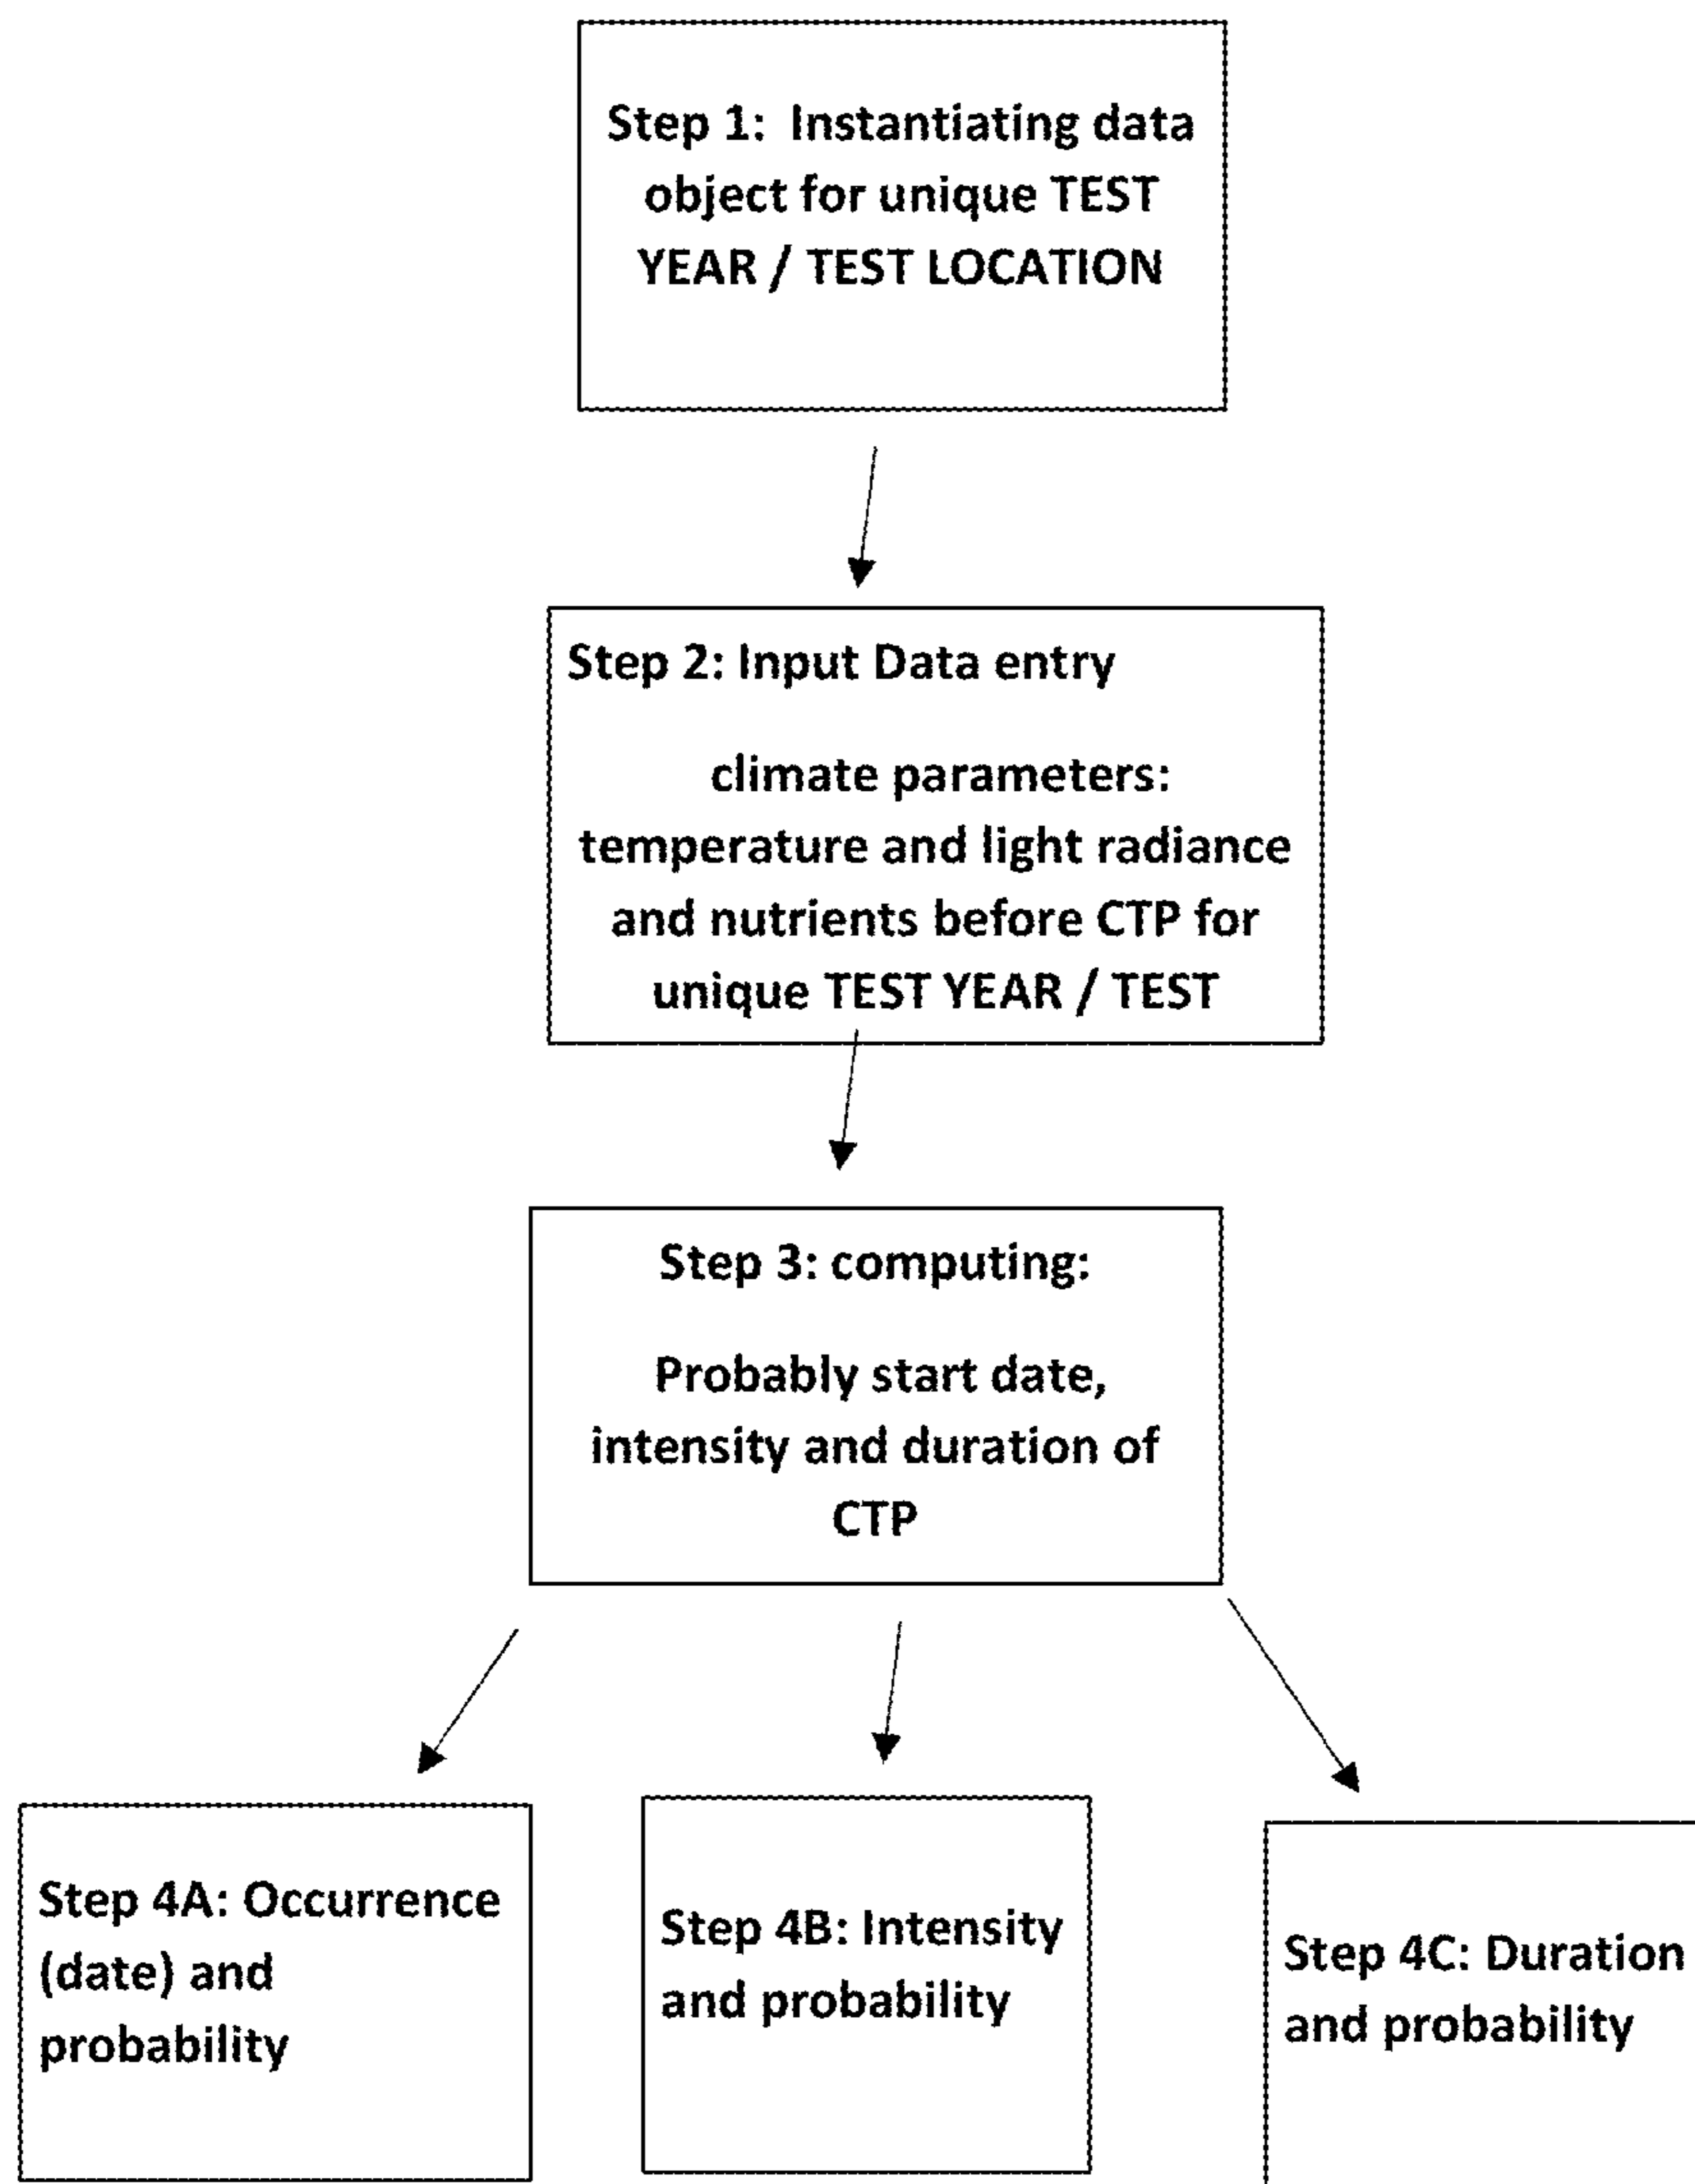 Step 1: Instantiating data
object for unique TEST
YEAR / TEST LOCATION
Step 2: Input Data entry
climate parameters:
temperature and light radiance
and nutrients before CTP for
unique TEST YEAR / TEST
Step 3: computing:
Probably start date,
intensity and duration of
CTP
Step 4A: Occurrence
(date) and
probability
Step 4B: Intensity
and probability
Step 4C: Duration
and probability